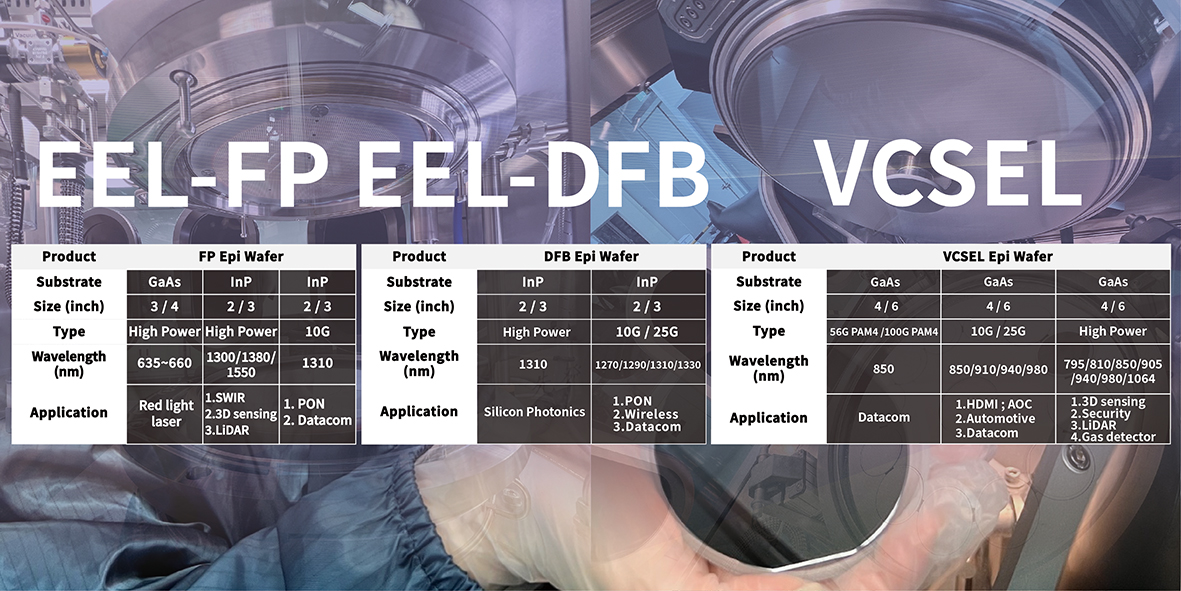 EEL-FP EEL-DFB VCSEL
Product FP Epi Wafer
Substrate GaAs InP InP
Size (inch) 3 / 4 2 / 3 2 / 3
Type High Power High Power 10G
Wavelength (nm) 635~660 1300/1380/ 1550 1310
Application Red light laser 1.SWIR 2.3D sensing 3.LiDAR 1. PON 2. Datacom
Product DFB Epi Wafer
Substrate InP InP
Size (inch) 2 / 3 2 / 3
Type High Power 10G / 25G
Wavelength (nm) 1310 1270/1290/1310/1330
Application Silicon Photonics 1.PON 2.Wireless 3.Datacom
Product VCSEL Epi Wafer
Substrate GaAs GaAs GaAs
Size (inch) 4 / 6 4 / 6 4 / 6
Type 56G PAM4 /100G PAM4 10G / 25G High Power
Wavelength (nm) 850 850/910/940/980 795/810/850/905 /940/980/1064
Application Datacom 1.HDMI ; AOC 2.Automotive 3.Datacom 1.3D sensing 2.Security 3.LiDAR 4.Gas detector